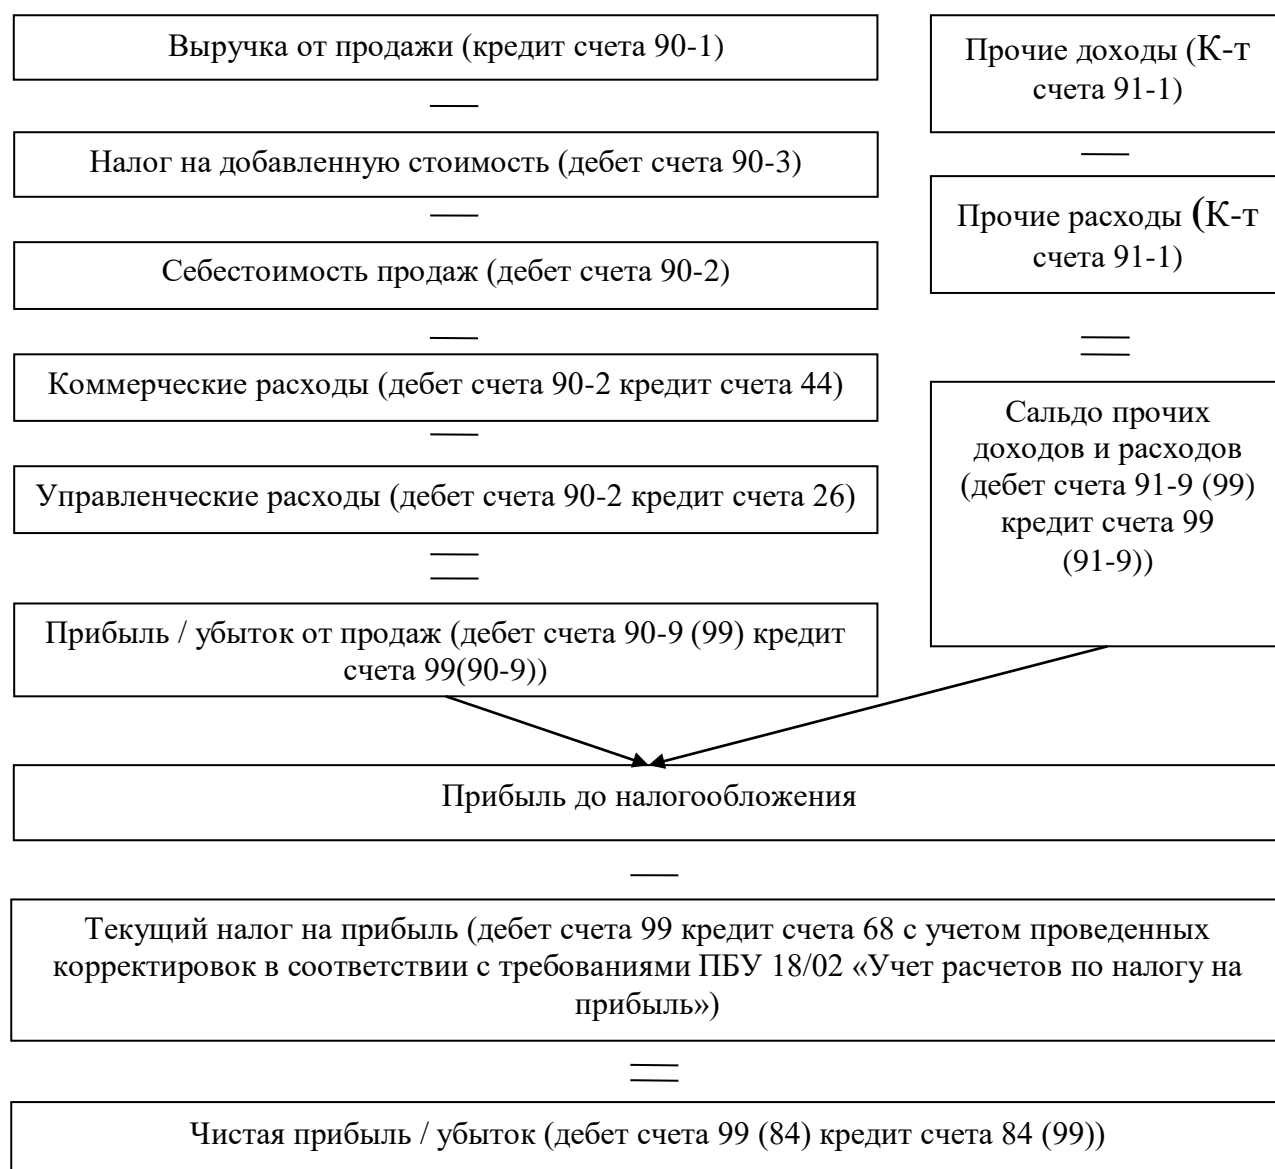 Выручка от продажи (кредит счета 90-1)
Налог на добавленную стоимость (дебет счета 90-3)
Себестоимость продаж (дебет счета 90-2)
Коммерческие расходы (дебет счета 90-2 кредит счета 44)
Управленческие расходы (дебет счета 90-2 кредит счета 26)
Прибыль / убыток от продаж (дебет счета 90-9 (99) кредит
счета 99(90-9))
Прочие доходы (К-т
счета 91-1)
Прочие расходы (К-т
счета 91-1)
Сальдо прочих
доходов и расходов
(дебет счета 91-9 (99)
кредит счета 99
(91-9))
Прибыль до налогообложения
Текущий налог на прибыль (дебет счета 99 кредит счета 68 с учетом проведенных
корректировок в соответствии с требованиями ПБУ 18/02 «Учет расчетов по налогу на
прибыль»)
Чистая прибыль / убыток (дебет счета 99 (84) кредит счета 84 (99))